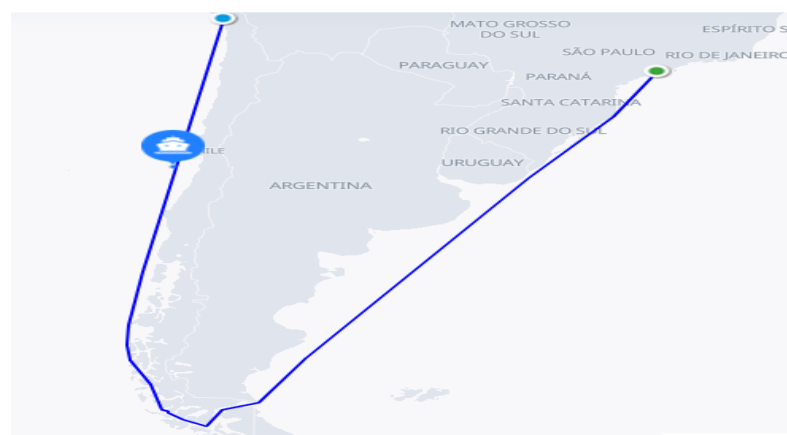 MATO GROSSO
DO SUL
ESPÍRITO S
SÃO PAULO
RIO DE JANEIRO
PARAGUAY
PARANÁ
SANTA CATARINA
RIO GRANDE DO SUL
ILE
URUGUAY
ARGENTINA